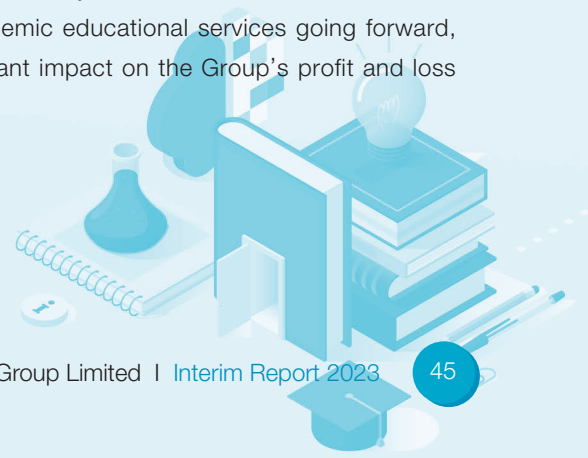 emic educational services going forward,
ant impact on the Group's profit and loss
i
Group Limited I Interim Report 2023 45